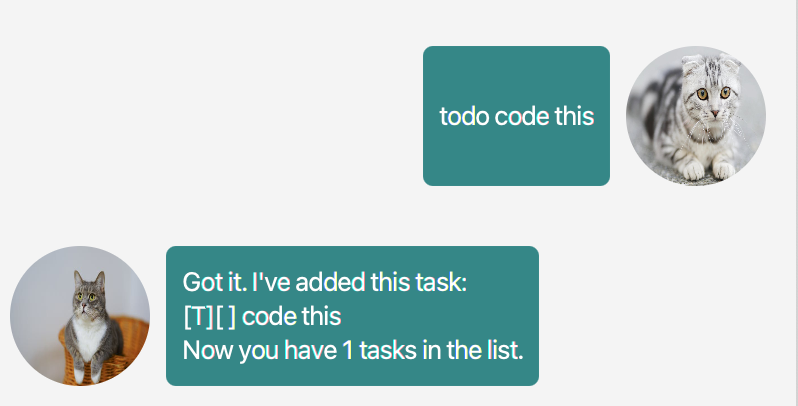 todo code this
Got it. I've added this task:
[T][ ] code this
Now you have 1 tasks in the list.